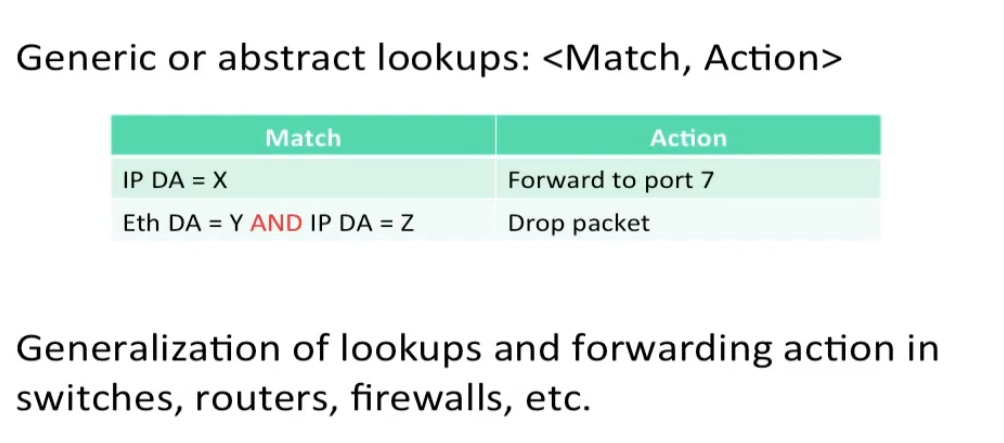 Generic or abstract lookups: <Match, Action>
Match Action
IP DA = X Forward to port 7
Eth DA = Y AND IP DA = Z Drop packet
Generalization of lookups and forwarding action in
switches, routers, firewalls, etc.